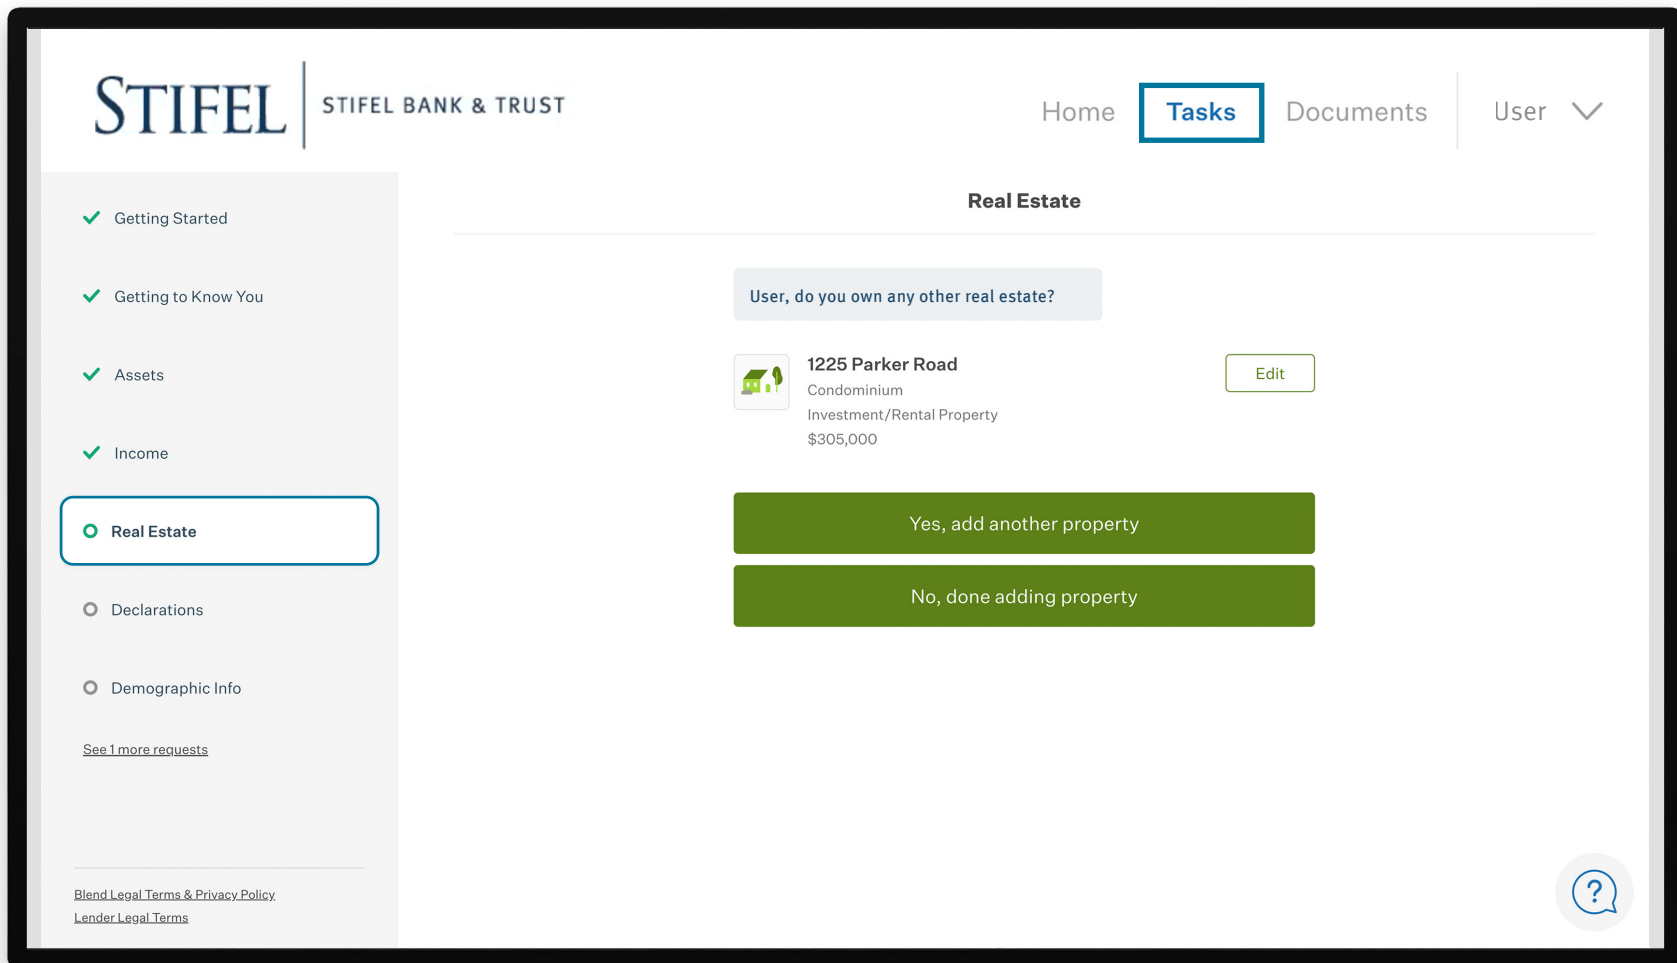 STIFEL
STIFEL BANK & TRUST
Home
Tasks
Documents
User
Getting Started
Getting to Know You
Assets
Income
Real Estate
Declarations
Demographic Info
See 1 more requests
Blend Legal Terms & Privacy Policy
Lender Legal Terms
Real Estate
User, do you own any other real estate?
1225 Parker Road
Condominium
Investment/Rental Property
$305,000
Edit
Yes, add another property
No, done adding property
?